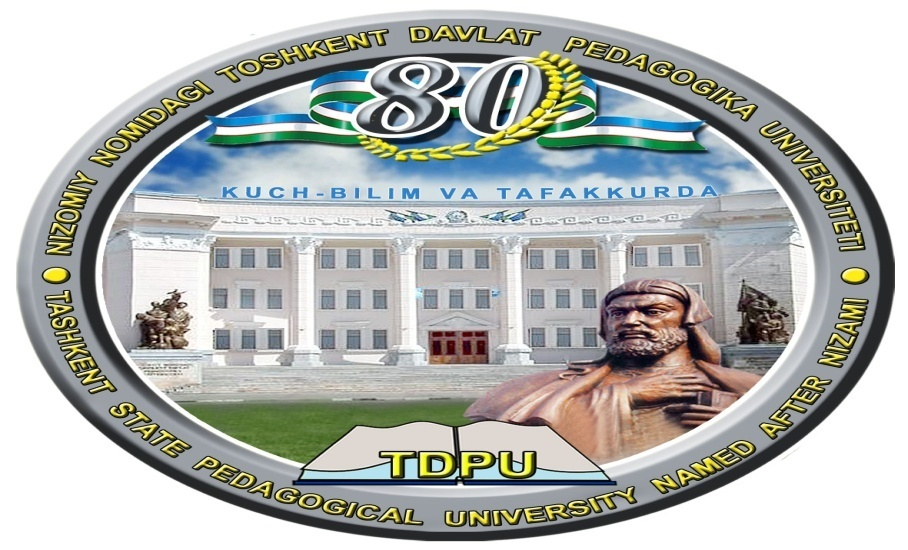 NIZOMIY NOMIDAGI TOSHKENT DAVLAT PEDAGOGIKA UNIVERSITETI
80
KUCH-BILIM VA TAFAKKURDA
TDPU
TASHKENT STATE PEDAGOGICAL UNIVERSITY NAMED AFTER NIZAMI